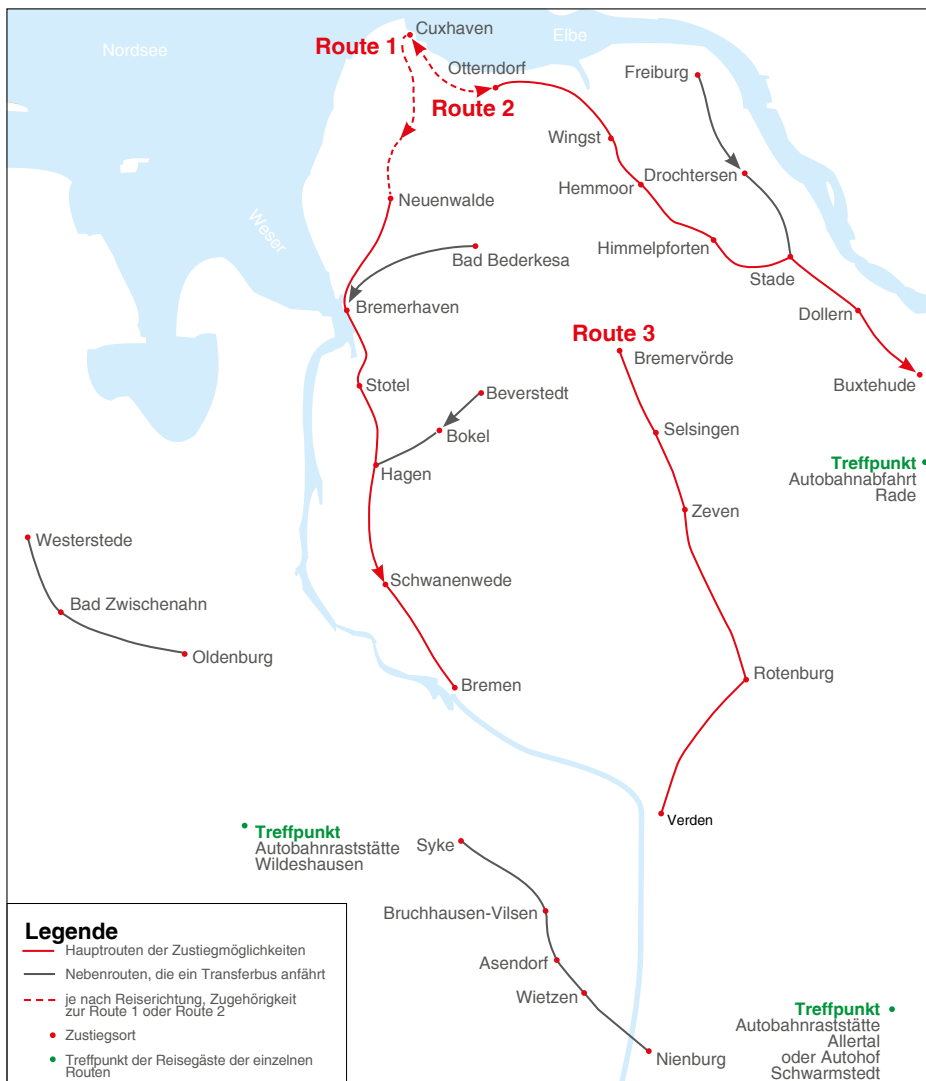 Nordsee
Elbe
Cuxhaven
Route 1
Otterndorf
Route 2
Freiburg
Wingst
Drochtersen
Hemmoor
Neuenwalde
Weser
Himmelpforten
Bad Bederkesa
Stade
Bremerhaven
Dollern
Route 3
Bremervörde
Stotel
Beverstedt
Buxtehude
Selsingen
Bokel
Hagen
Treffpunkt
Autobahnabfahrt
Rade
Zeven
Westerstede
Schwanenwede
Bad Zwischenahn
Oldenburg
Rotenburg
Bremen
Verden
Treffpunkt
Autobahnraststätte
Wildeshausen
Syke
Bruchhausen-Vilsen
Asendorf
Wietzen
Nienburg
Treffpunkt
Autobahnraststätte
Allertal
oder Autohof
Schwarmstedt
Legende
Hauptrouten der Zustiegmöglichkeiten
Nebenrouten, die ein Transferbus anfährt
je nach Reiserichtung, Zugehörigkeit
zur Route 1 oder Route 2
Zustiegsort
Treffpunkt der Reisegäste der einzelnen
Routen